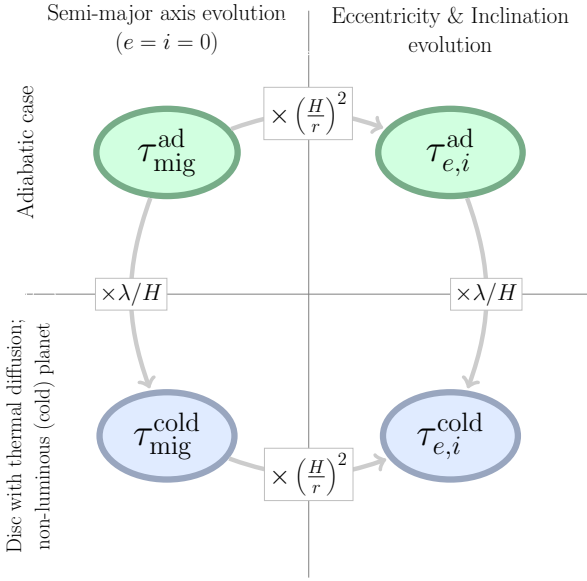 Semi-major axis evolution
(e = i = 0)
Eccentricity & Inclination
evolution
Adiabatic case
τ_mig^ad
× (H/r)^2
τ_{e,i}^ad
×λ/H
×λ/H
Disc with thermal diffusion;
non-luminous (cold) planet
τ_mig^cold
× (H/r)^2
τ_{e,i}^cold